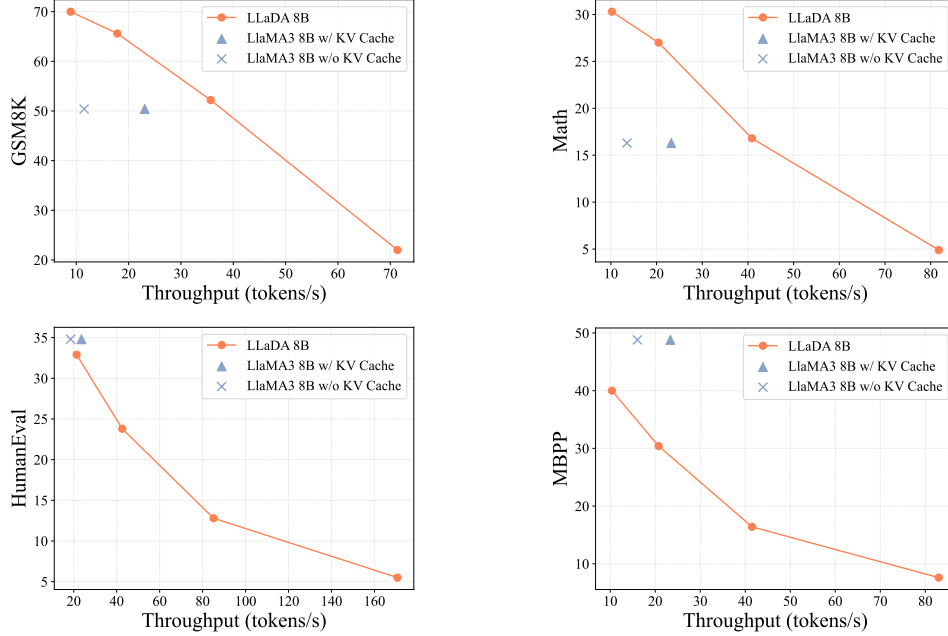 70
60
50
40
30
20
GSM8K
LLaDA 8B
LlaMA3 8B w/ KV Cache
LlaMA3 8B w/o KV Cache
10 20 30 40 50 60 70
Throughput (tokens/s)
30
25
20
15
10
5
Math
LLaDA 8B
LlaMA3 8B w/ KV Cache
LlaMA3 8B w/o KV Cache
10 20 30 40 50 60 70 80
Throughput (tokens/s)
35
30
25
20
15
10
5
HumanEval
LLaDA 8B
LlaMA3 8B w/ KV Cache
LlaMA3 8B w/o KV Cache
20 40 60 80 100 120 140 160
Throughput (tokens/s)
50
40
30
20
10
MBPP
LLaDA 8B
LlaMA3 8B w/ KV Cache
LlaMA3 8B w/o KV Cache
10 20 30 40 50 60 70 80
Throughput (tokens/s)